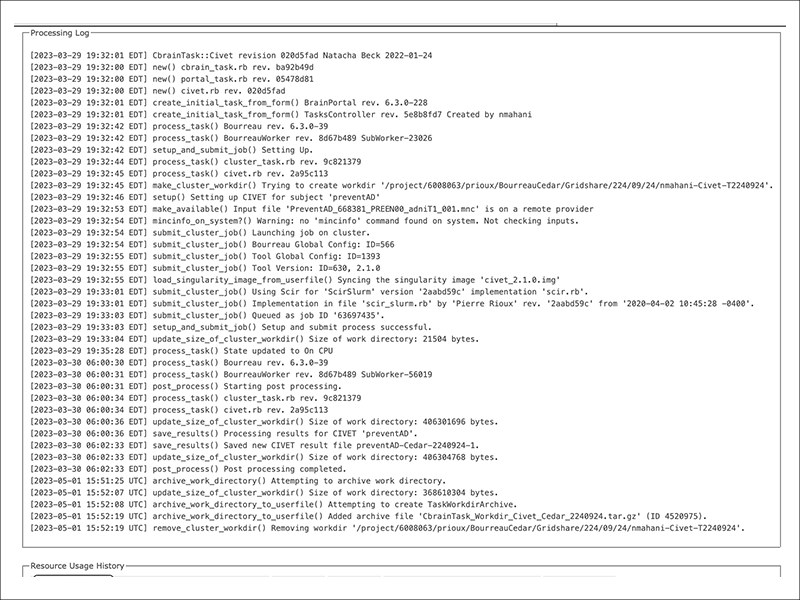 Processing Log
[2023-03-29 19:32:01 EDT] CbrainTask::Civet revision 020d5fad Natacha Beck 2022-01-24
[2023-03-29 19:32:00 EDT] new() cbrain_task.rb rev. ba92b49d
[2023-03-29 19:32:00 EDT] new() portal_task.rb rev. 05478d81
[2023-03-29 19:32:00 EDT] new() civet.rb rev. 020d5fad
[2023-03-29 19:32:01 EDT] create_initial_task_from_form() BrainPortal rev. 6.3.0-228
[2023-03-29 19:32:01 EDT] create_initial_task_from_form() TasksController rev. 5e8b8fd7 Created by nmahani
[2023-03-29 19:32:42 EDT] process_task() Bourreau rev. 6.3.0-39
[2023-03-29 19:32:42 EDT] process_task() BourreauWorker rev. 8d67b489 SubWorker-23026
[2023-03-29 19:32:42 EDT] setup_and_submit_job() Setting Up.
[2023-03-29 19:32:44 EDT] process_task() cluster_task.rb rev. 9c821379
[2023-03-29 19:32:45 EDT] process_task() civet.rb rev. 2a95c113
[2023-03-29 19:32:45 EDT] make_cluster_workdir() Trying to create workdir '/project/6008063/prioux/BourreauCedar/Gridshare/224/09/24/nmahani-Civet-T2240924'.
[2023-03-29 19:32:46 EDT] setup() Setting up CIVET for subject 'preventAD'
[2023-03-29 19:32:53 EDT] make_available() Input file 'PreventAD_668381_PREEN00_adniT1_001.mnc' is on a remote provider
[2023-03-29 19:32:54 EDT] mincinfo_on_system?() Warning: no 'mincinfo' command found on system. Not checking inputs.
[2023-03-29 19:32:54 EDT] submit_cluster_job() Launching job on cluster.
[2023-03-29 19:32:54 EDT] submit_cluster_job() Bourreau Global Config: ID=566
[2023-03-29 19:32:55 EDT] submit_cluster_job() Tool Global Config: ID=1393
[2023-03-29 19:32:55 EDT] submit_cluster_job() Tool Version: ID=630, 2.1.0
[2023-03-29 19:32:55 EDT] load_singularity_image_from_userfile() Syncing the singularity image 'civet_2.1.0.img'
[2023-03-29 19:33:01 EDT] submit_cluster_job() Using Scir for 'ScirSlurm' version '2aabd59c' implementation 'scir.rb'.
[2023-03-29 19:33:01 EDT] submit_cluster_job() Implementation in file 'scir_slurm.rb' by 'Pierre Rioux' rev. '2aabd59c' from '2020-04-02 10:45:28 -0400'.
[2023-03-29 19:33:03 EDT] submit_cluster_job() Queued as job ID '63697435'.
[2023-03-29 19:33:03 EDT] setup_and_submit_job() Setup and submit process successful.
[2023-03-29 19:33:04 EDT] update_size_of_cluster_workdir() Size of work directory: 21504 bytes.
[2023-03-29 19:35:28 EDT] process_task() State updated to On CPU
[2023-03-30 06:00:30 EDT] process_task() Bourreau rev. 6.3.0-39
[2023-03-30 06:00:31 EDT] process_task() BourreauWorker rev. 8d67b489 SubWorker-56019
[2023-03-30 06:00:31 EDT] post_process() Starting post processing.
[2023-03-30 06:00:34 EDT] process_task() cluster_task.rb rev. 9c821379
[2023-03-30 06:00:34 EDT] process_task() civet.rb rev. 2a95c113
[2023-03-30 06:00:36 EDT] update_size_of_cluster_workdir() Size of work directory: 406301696 bytes.
[2023-03-30 06:00:36 EDT] save_results() Processing results for CIVET 'preventAD'.
[2023-03-30 06:02:33 EDT] save_results() Saved new CIVET result file preventAD-Cedar-2240924-1.
[2023-03-30 06:02:33 EDT] update_size_of_cluster_workdir() Size of work directory: 406304768 bytes.
[2023-03-30 06:02:33 EDT] post_process() Post processing completed.
[2023-05-01 15:51:25 UTC] archive_work_directory() Attempting to archive work directory.
[2023-05-01 15:52:07 UTC] update_size_of_cluster_workdir() Size of work directory: 368610304 bytes.
[2023-05-01 15:52:08 UTC] archive_work_directory_to_userfile() Attempting to create TaskWorkdirArchive.
[2023-05-01 15:52:19 UTC] archive_work_directory_to_userfile() Added archive file 'CbrainTask_Workdir_Civet_Cedar_2240924.tar.gz' (ID 4520975).
[2023-05-01 15:52:19 UTC] remove_cluster_workdir() Removing workdir '/project/6008063/prioux/BourreauCedar/Gridshare/224/09/24/nmahani-Civet-T2240924'.
Resource Usage History